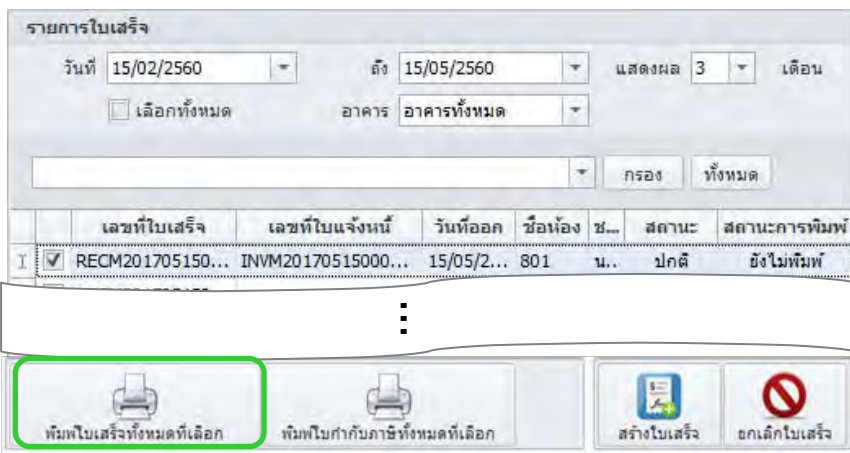 รายการใบเสร็จ
วันที่ 15/02/2560 ถึง 15/05/2560 แสดงผล 3 เดือน
เลือกทั้งหมด อาคาร อาคารทั้งหมด
กรอง ทั้งหมด
เลขที่ใบเสร็จ เลขที่ใบแจ้งหนี้ วันที่ออก ชื่อห้อง ช... สถานะ สถานะการพิมพ์
RECM201705150... INVM20170515000... 15/05/2... 801 น.. ปกติ ยังไม่พิมพ์
พิมพ์ใบเสร็จทั้งหมดที่เลือก พิมพ์ใบกำกับภาษีทั้งหมดที่เลือก สร้างใบเสร็จ ยกเลิกใบเสร็จ